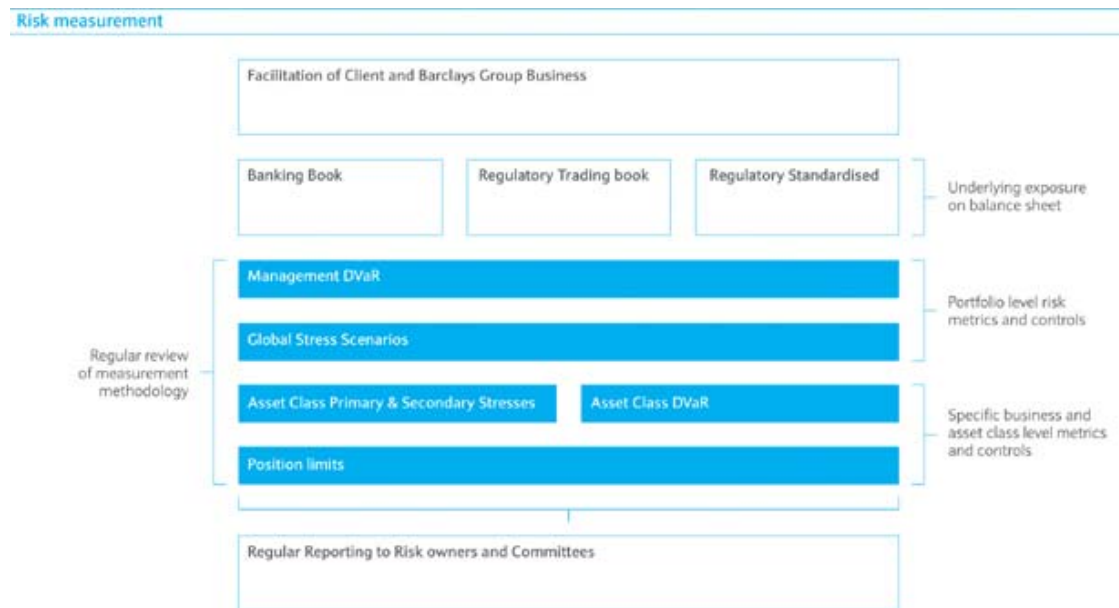 Risk measurement
Facilitation of Client and Barclays Group Business
Banking Book
Regulatory Trading book
Regulatory Standardised
Underlying exposure
on balance sheet
Management DVaR
Portfolio level risk
metrics and controls
Global Stress Scenarios
Regular review
of measurement
methodology
Asset Class Primary & Secondary Stresses
Asset Class DVaR
Specific business and
asset class level metrics
and controls
Position limits
Regular Reporting to Risk owners and Committees